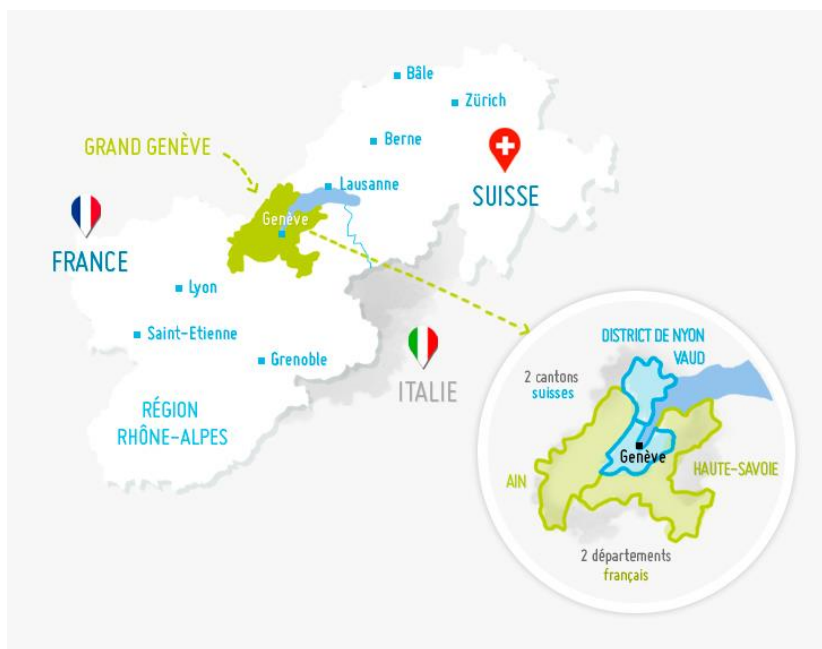 Bâle
Zürich
Berne
GRAND GENÈVE
Lausanne
SUISSE
Genève
FRANCE
Lyon
Saint-Etienne
Grenoble
ITALIE
RÉGION
RHÔNE-ALPES
DISTRICT DE NYON
VAUD
2 cantons
suisses
Genève
HAUTE-SAVOIE
AIN
2 départements
français